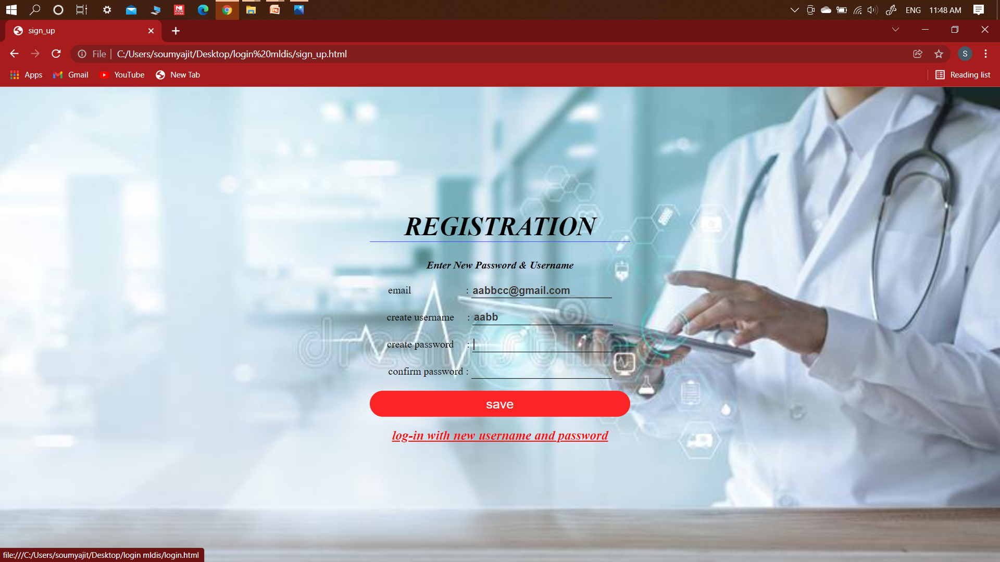 ENG 11:48 AM
sign_up
File C:/Users/soumyajit/Desktop/login%20mldis/sign_up.html S
Apps Gmail YouTube New Tab Reading list
REGISTRATION
Enter New Password & Username
email : aabbcc@gmail.com
create username : aabb
create password :
confirm password :
save
log-in with new username and password
file:///C:/Users/soumyajit/Desktop/login mldis/login.html